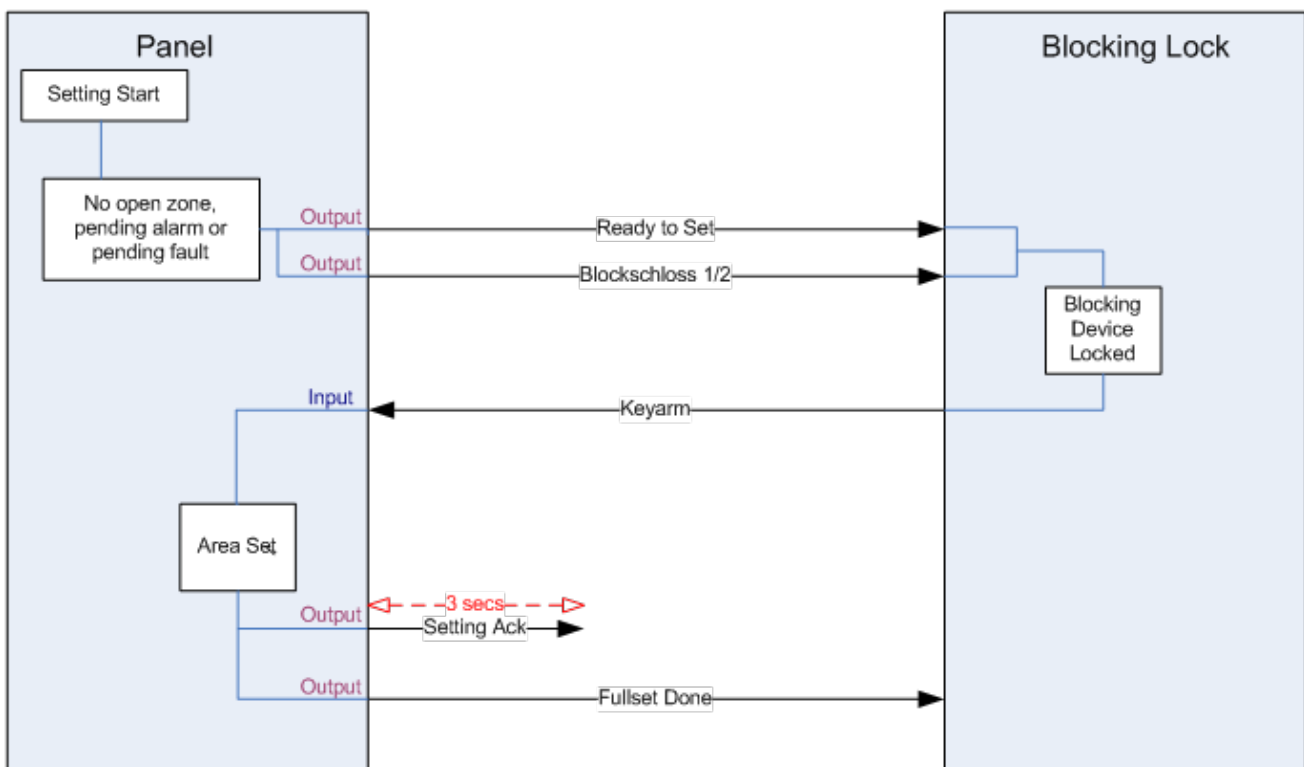 Panel
Blocking Lock
Setting Start
No open zone,
pending alarm or
pending fault
Output
Ready to Set
Output
Blockschloss 1/2
Blocking
Device
Locked
Input
Keyarm
Area Set
3 secs
Output
Setting Ack
Output
Fullset Done